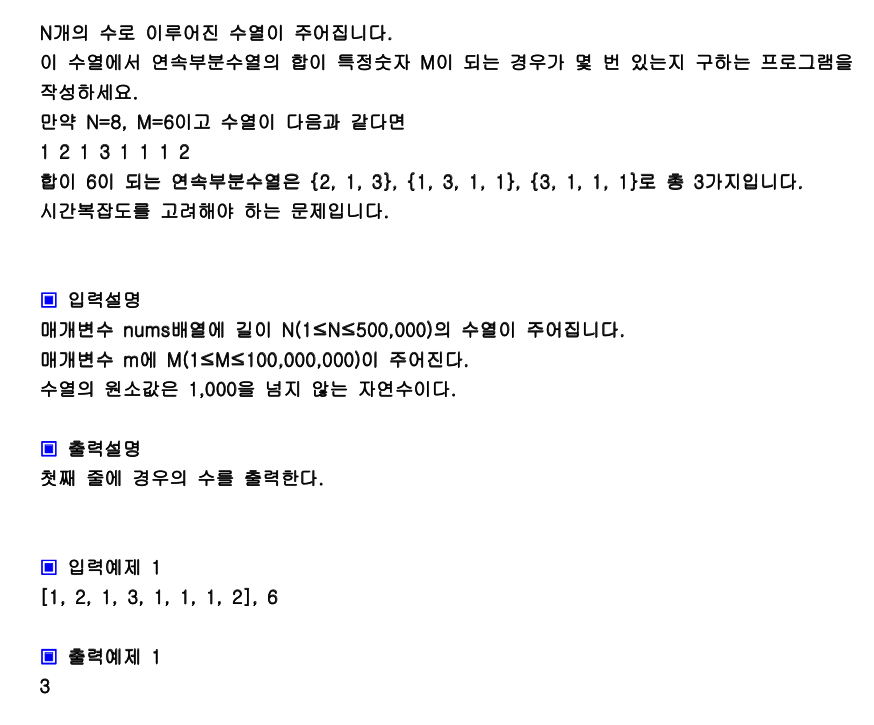 N개의 수로 이루어진 수열이 주어집니다.
이 수열에서 연속부분수열의 합이 특정숫자 M이 되는 경우가 몇 번 있는지 구하는 프로그램을
작성하세요.
만약 N=8, M=6이고 수열이 다음과 같다면
1 2 1 3 1 1 1 2
합이 6이 되는 연속부분수열은 {2, 1, 3}, {1, 3, 1, 1}, {3, 1, 1, 1}로 총 3가지입니다.
시간복잡도를 고려해야 하는 문제입니다.
▣ 입력설명
매개변수 nums배열에 길이 N(1≤N≤500,000)의 수열이 주어집니다.
매개변수 m에 M(1≤M≤100,000,000)이 주어진다.
수열의 원소값은 1,000을 넘지 않는 자연수이다.
▣ 출력설명
첫째 줄에 경우의 수를 출력한다.
▣ 입력예제 1
[1, 2, 1, 3, 1, 1, 1, 2], 6
▣ 출력예제 1
3